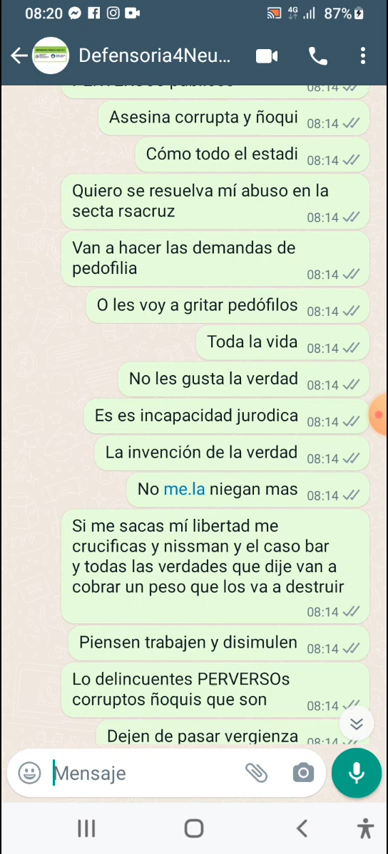 08:20
4G
87%
Defensoria4Neu...
08:14
Asesina corrupta y ñoqui 08:14
Cómo todo el estadi 08:14
Quiero se resuelva mí abuso en la
secta rsacruz 08:14
Van a hacer las demandas de
pedofilia 08:14
O les voy a gritar pedófilos 08:14
Toda la vida 08:14
No les gusta la verdad 08:14
Es es incapacidad jurodica 08:14
La invención de la verdad 08:14
No me.la niegan mas 08:14
Si me sacas mí libertad me
crucificas y nissman y el caso bar
y todas las verdades que dije van a
cobrar un peso que los va a destruir
08:14
Piensen trabajen y disimulen 08:14
Lo delincuentes PERVERSOs
corruptos ñoquis que son 08:14
Dejen de pasar vergienza 08:14
Mensaje